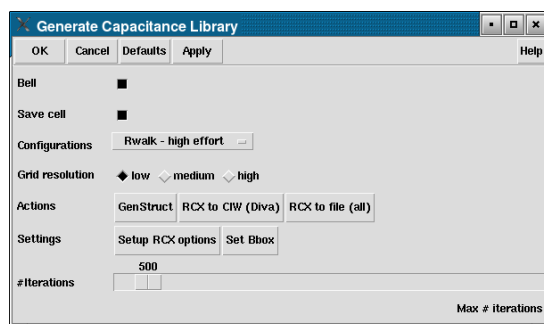 Generate Capacitance Library
OK Cancel Defaults Apply Help
Bell
Save cell
Configurations Rwalk - high effort
Grid resolution low medium high
Actions GenStruct RCX to CIW (Diva) RCX to file (all)
Settings Setup RCX options Set Bbox
500
#Iterations
Max # iterations